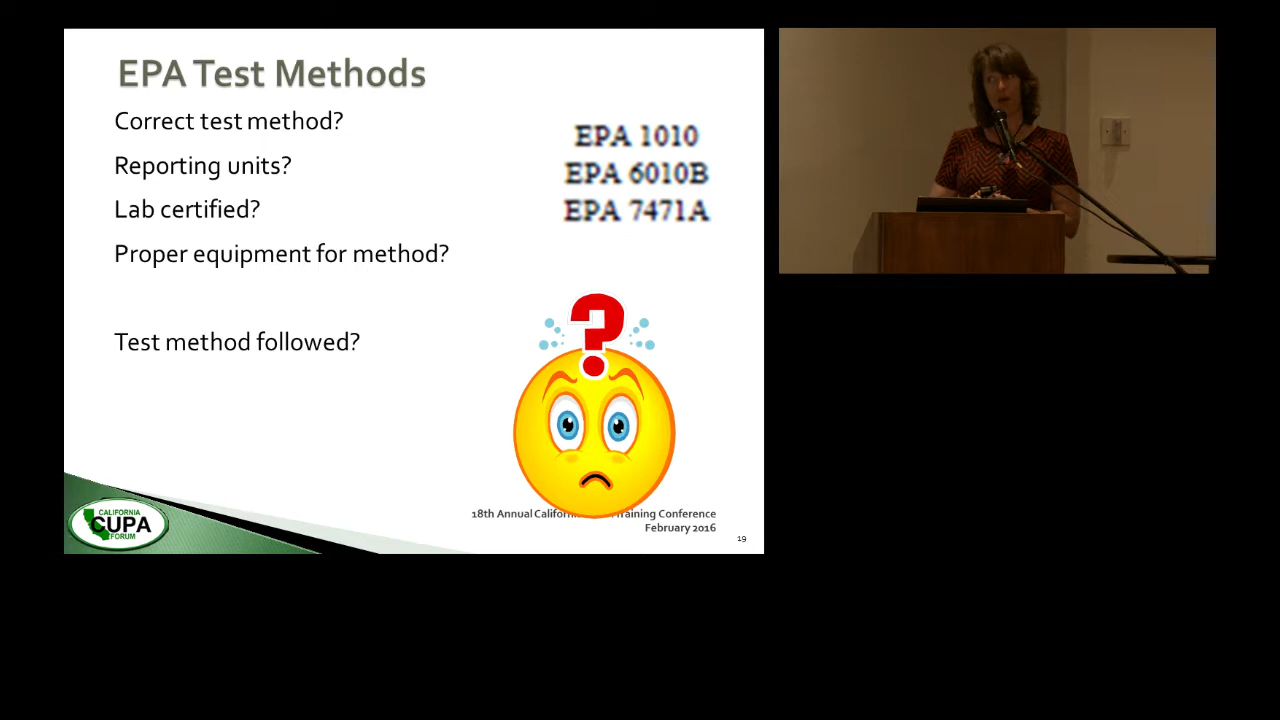 EPA Test Methods
Correct test method?
Reporting units?
Lab certified?
Proper equipment for method?
Test method followed?
EPA 1010
EPA 6010B
EPA 7471A
?
CALIFORNIA
CUPA
FORUM
18th Annual Californ Training Conference
February 2016
19